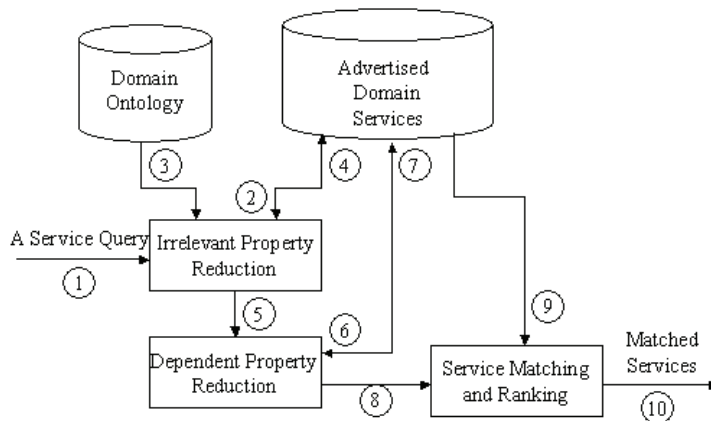 Domain
Ontology
Advertised
Domain
Services
3
4
7
2
A Service Query
1
Irrelevant Property
Reduction
5
6
9
Dependent Property
Reduction
8
Service Matching
and Ranking
Matched
Services
10